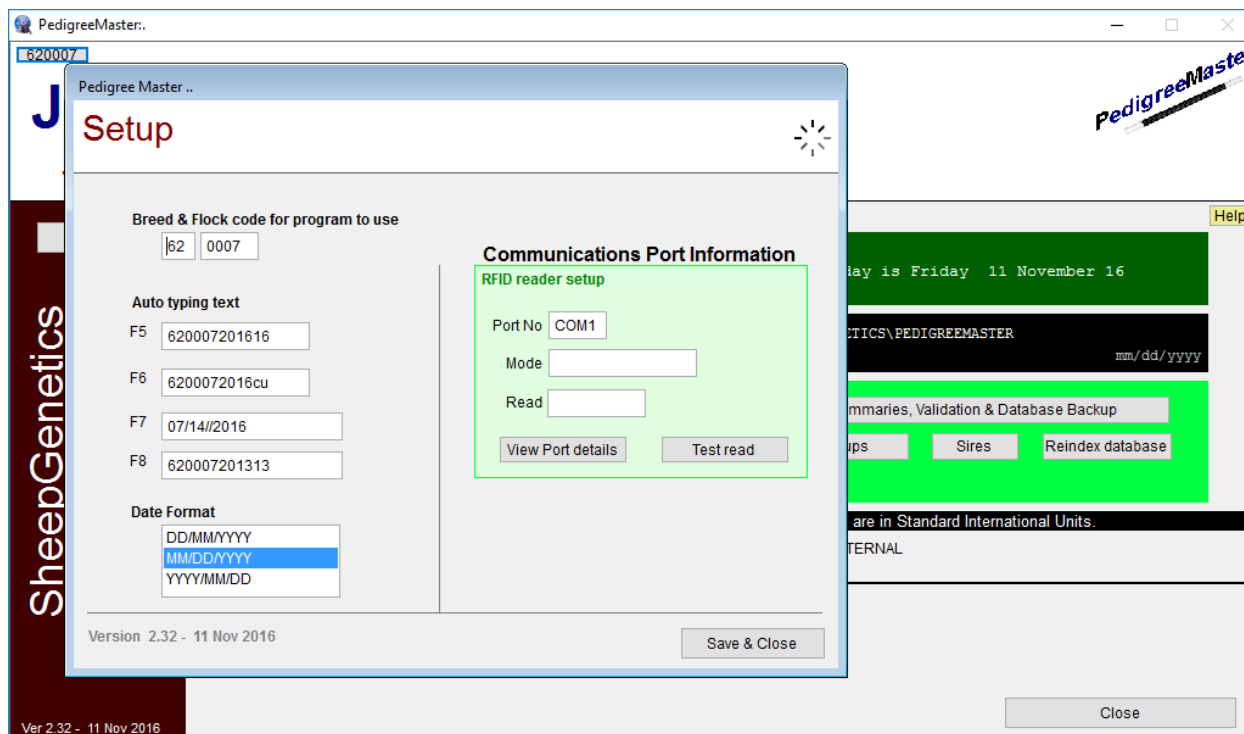 PedigreeMaster:.
620007
J
PedigreeMaste
Pedigree Master ..
Setup
Help
Breed & Flock code for program to use
62 0007
Auto typing text
F5 620007201616
F6 6200072016cu
F7 07/14//2016
F8 620007201313
Date Format
DD/MM/YYYY
MM/DD/YYYY
YYYY/MM/DD
Communications Port Information
RFID reader setup
Port No COM1
Mode
Read
View Port details Test read
Version 2.32 - 11 Nov 2016
Save & Close
day is Friday 11 November 16
ETICS\PEDIGREEMASTER
mm/dd/yyyy
mmaries, Validation & Database Backup
ups Sires Reindex database
are in Standard International Units.
TERNAL
SheepGenetics
Close
Ver 2.32 - 11 Nov 2016